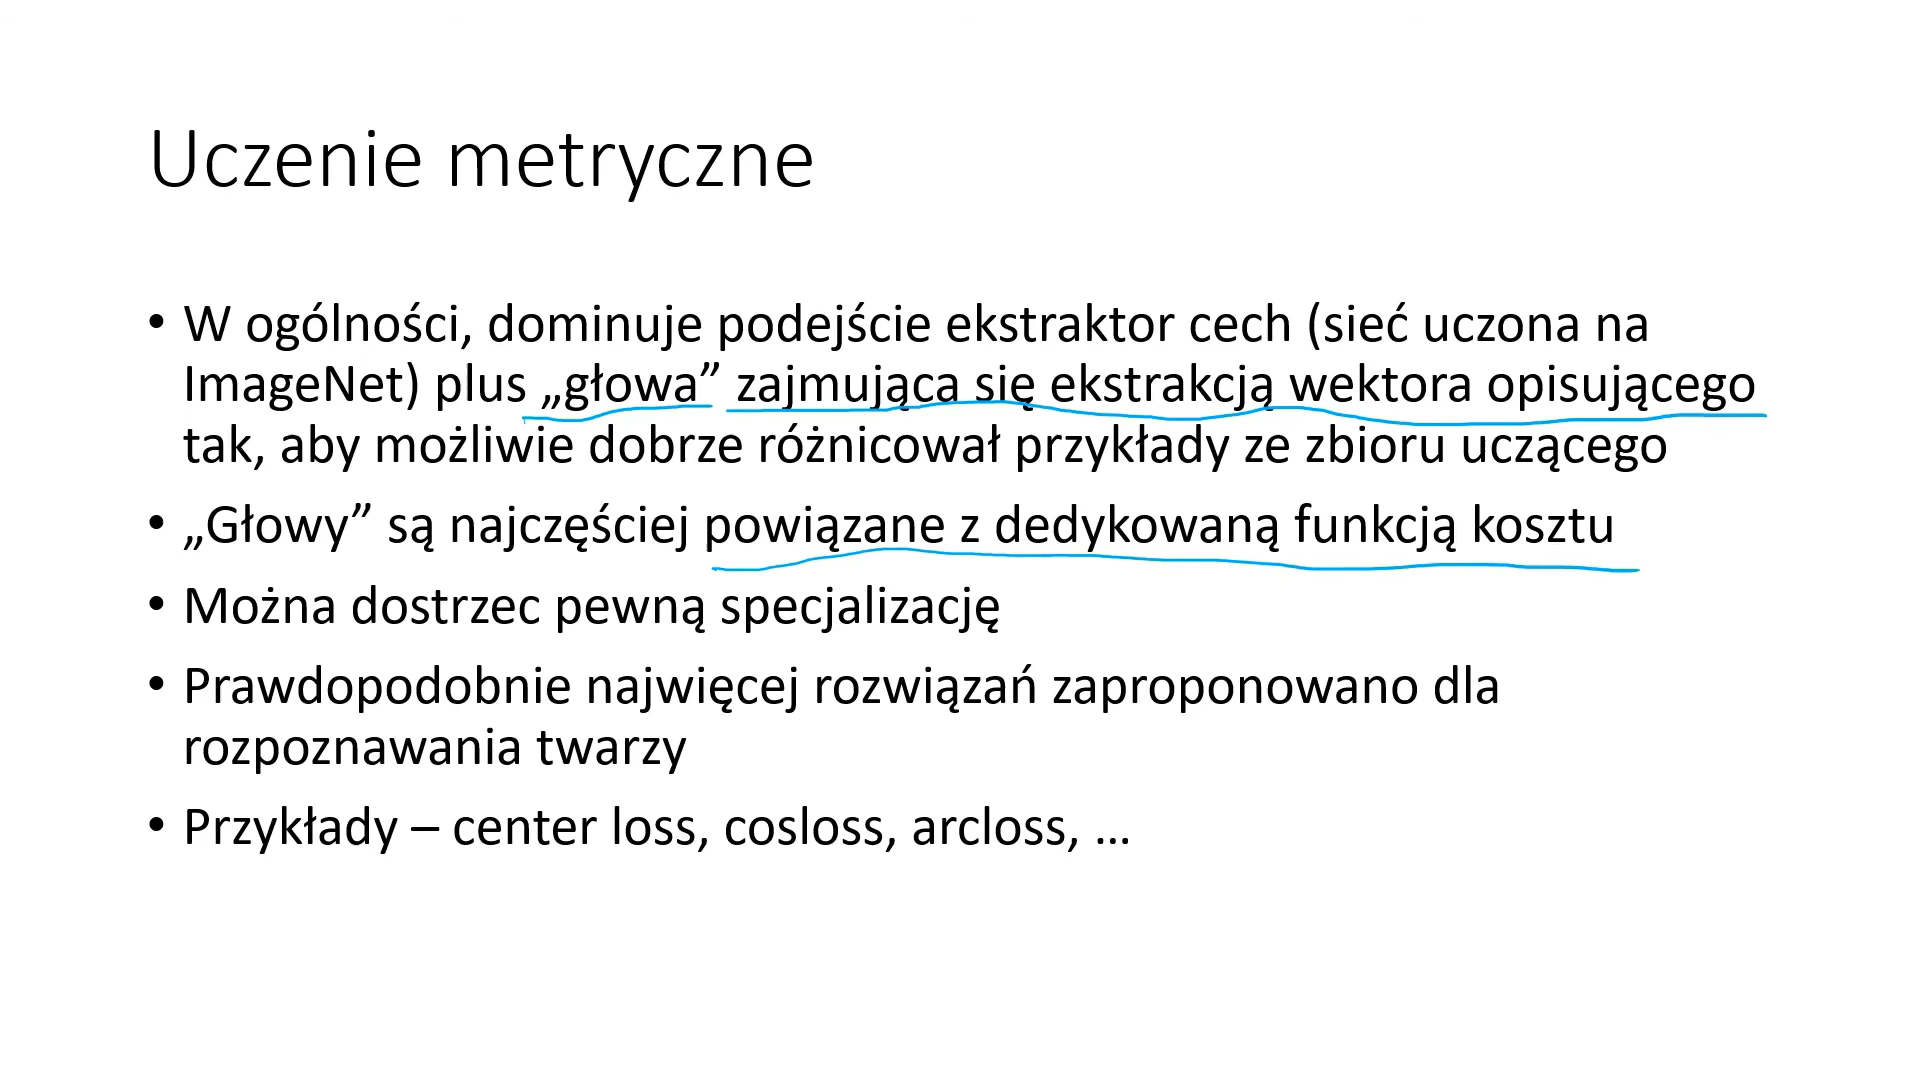 Uczenie metryczne
• W ogólności, dominuje podejście ekstraktor cech (sieć uczona na
ImageNet) plus „głowa” zajmująca się ekstrakcją wektora opisującego
tak, aby możliwie dobrze różnicował przykłady ze zbioru uczącego
• „Głowy” są najczęściej powiązane z dedykowaną funkcją kosztu
• Można dostrzec pewną specjalizację
• Prawdopodobnie najwięcej rozwiązań zaproponowano dla
rozpoznawania twarzy
• Przykłady – center loss, cosloss, arcloss, …